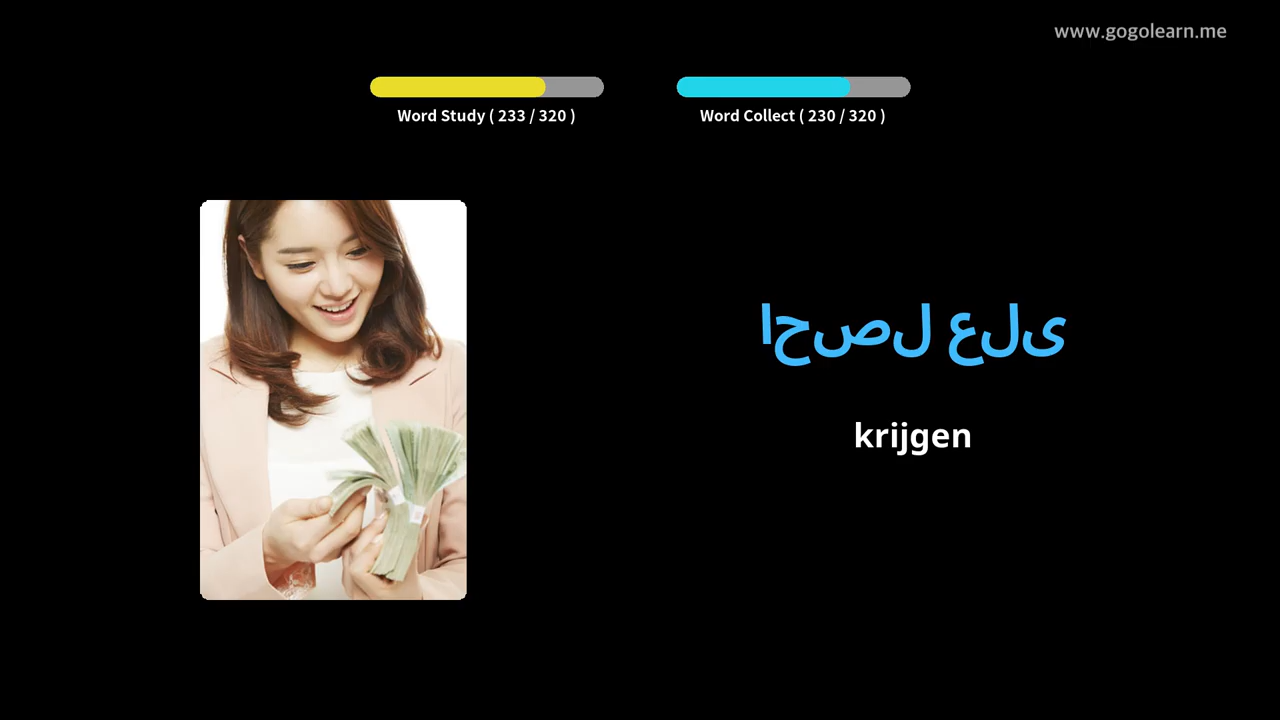 www.gogolearn.me
Word Study ( 233 / 320 )
Word Collect ( 230 / 320 )
احصل على
krijgen